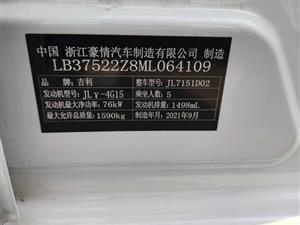 中国 浙江豪情汽车制造有限公司 制造
LB37522Z8ML064109
品牌：吉利 整车型号：JL7151D02
发动机型号：JLγ-4G15 乘坐人数：5
发动机最大净功率：76kW 发动机排量：1498mL
最大允许总质量：1590kg 制造年月：2021年9月